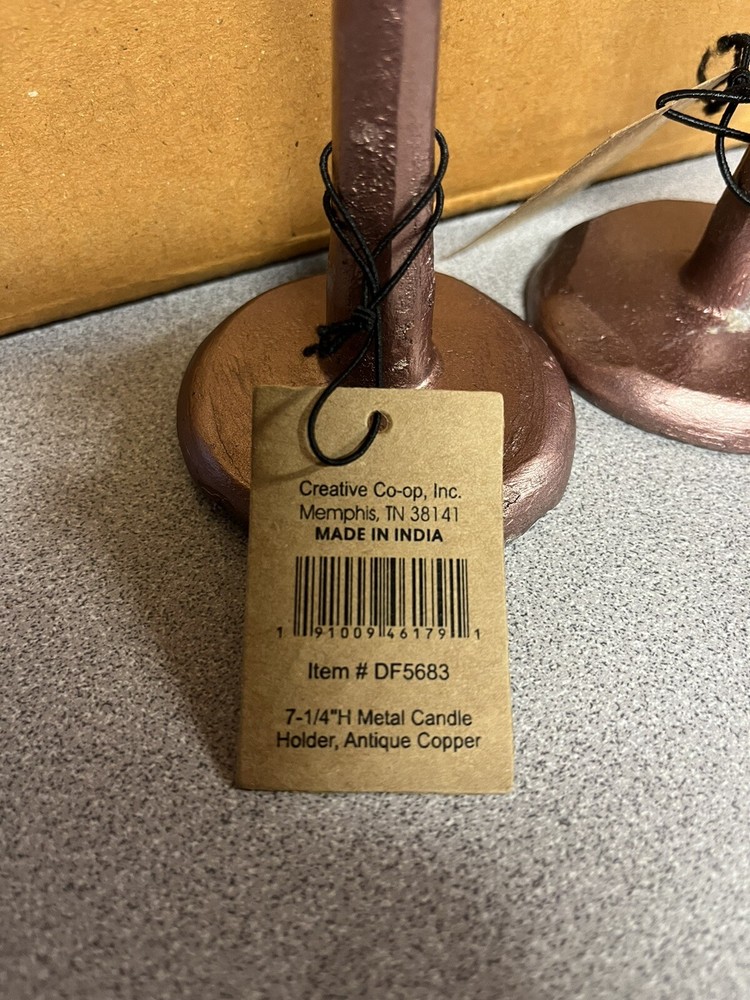 Creative Co-op, Inc.
Memphis, TN 38141
MADE IN INDIA
1 91009 46179 1
Item # DF5683
7-1/4"H Metal Candle
Holder, Antique Copper